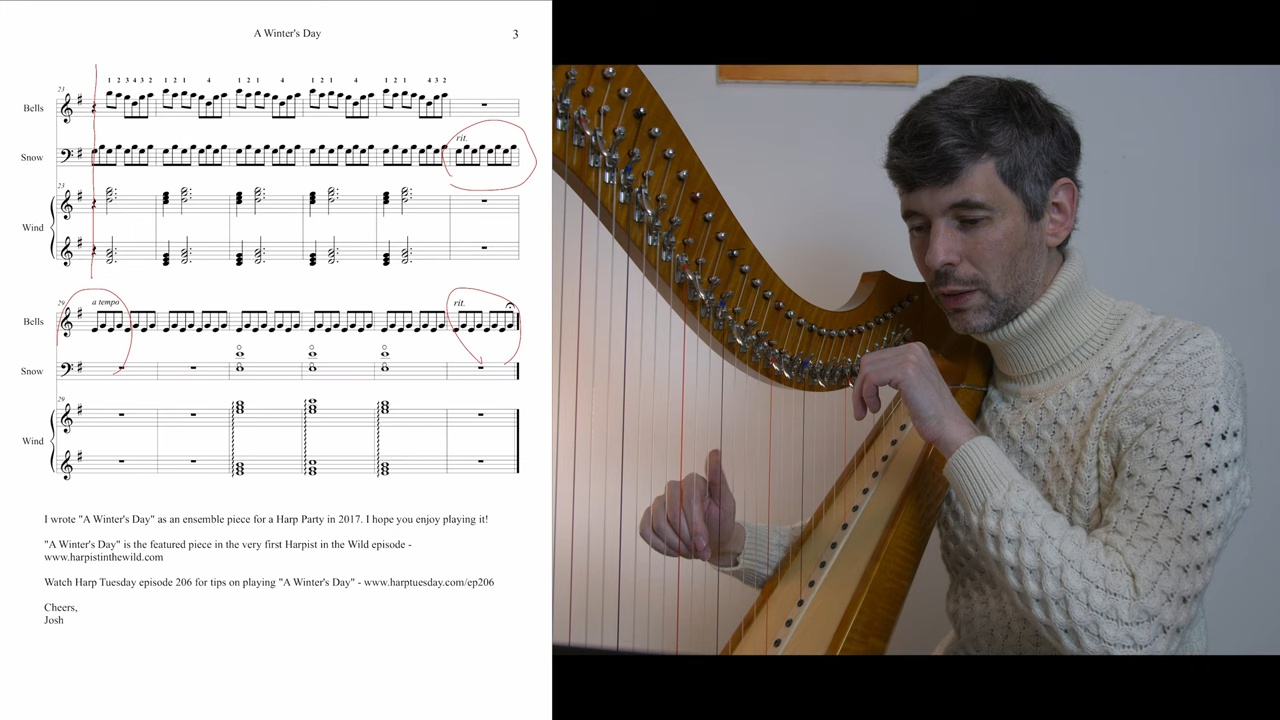 A Winter's Day
3
1 2 3 4 3 2 1 2 1 4 1 2 1 4 1 2 1 4 1 2 1 4 3 2
23
Bells
rit.
Snow
23
Wind
29
a tempo
rit.
Bells
Snow
29
Wind
I wrote "A Winter's Day" as an ensemble piece for a Harp Party in 2017. I hope you enjoy playing it!
"A Winter's Day" is the featured piece in the very first Harpist in the Wild episode -
www.harpistinthewild.com
Watch Harp Tuesday episode 206 for tips on playing "A Winter's Day" - www.harptuesday.com/ep206
Cheers,
Josh